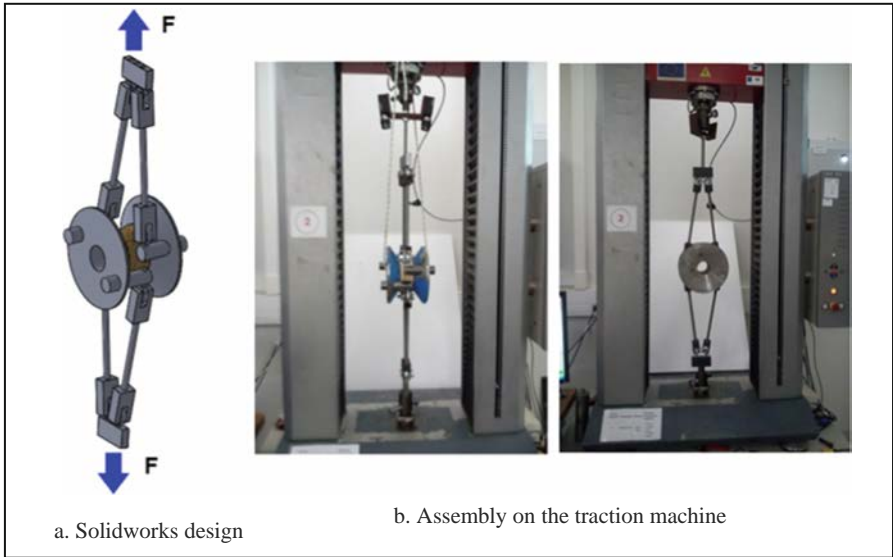 F
2
2
F
a. Solidworks design
b. Assembly on the traction machine